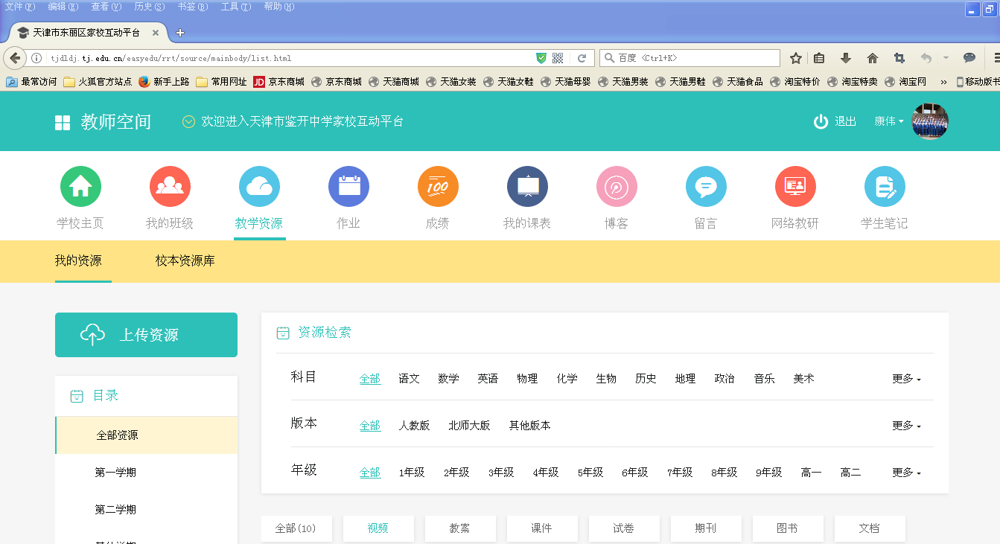 文件(F) 编辑(E) 查看(V) 历史(S) 书签(B) 工具(T) 帮助(H)
天津市东丽区家校互动平台
tjdldj.tj.edu.cn/easyedu/rrt/source/mainbody/list.html
百度 <Ctrl+K>
最常访问 火狐官方站点 新手上路 常用网址 JD 京东商城 京东商城 天猫商城 天猫女装 天猫女鞋 天猫母婴 天猫男装 天猫男鞋 天猫食品 淘宝特价 淘宝特卖 淘宝网 » 移动版书
教师空间 欢迎进入天津市鉴开中学家校互动平台 退出 康伟
100
学校主页 我的班级 教学资源 作业 成绩 我的课表 博客 留言 网络教研 学生笔记
我的资源 校本资源库
上传资源
目录
全部资源
第一学期
第二学期
资源检索
科目 全部 语文 数学 英语 物理 化学 生物 历史 地理 政治 音乐 美术 更多
版本 全部 人教版 北师大版 其他版本 更多
年级 全部 1年级 2年级 3年级 4年级 5年级 6年级 7年级 8年级 9年级 高一 高二 更多
全部(10) 视频 教案 课件 试卷 期刊 图书 文档